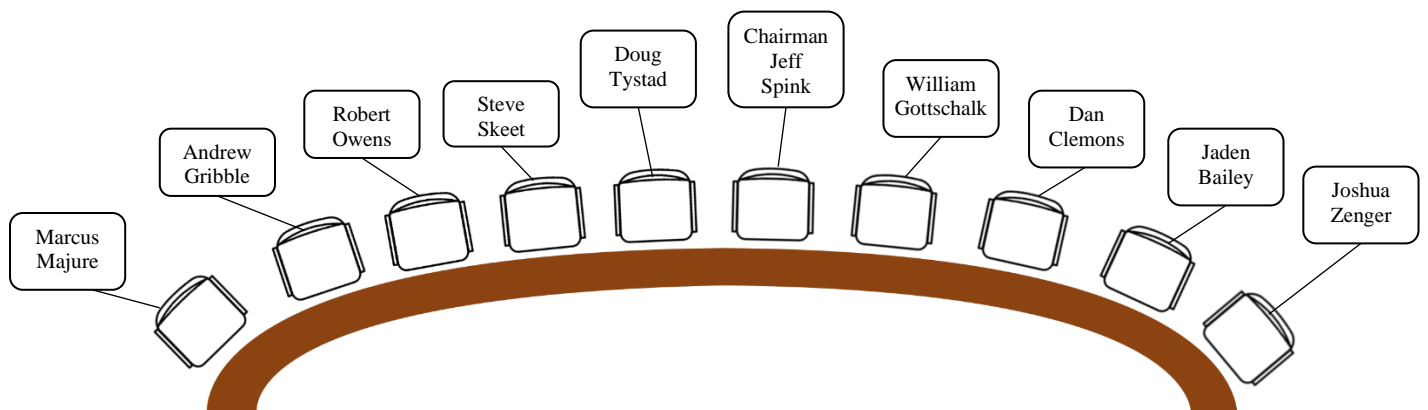 Marcus
Majure
Andrew
Gribble
Robert
Owens
Steve
Skeet
Doug
Tystad
Chairman
Jeff
Spink
William
Gottschalk
Dan
Clemons
Jaden
Bailey
Joshua
Zenger